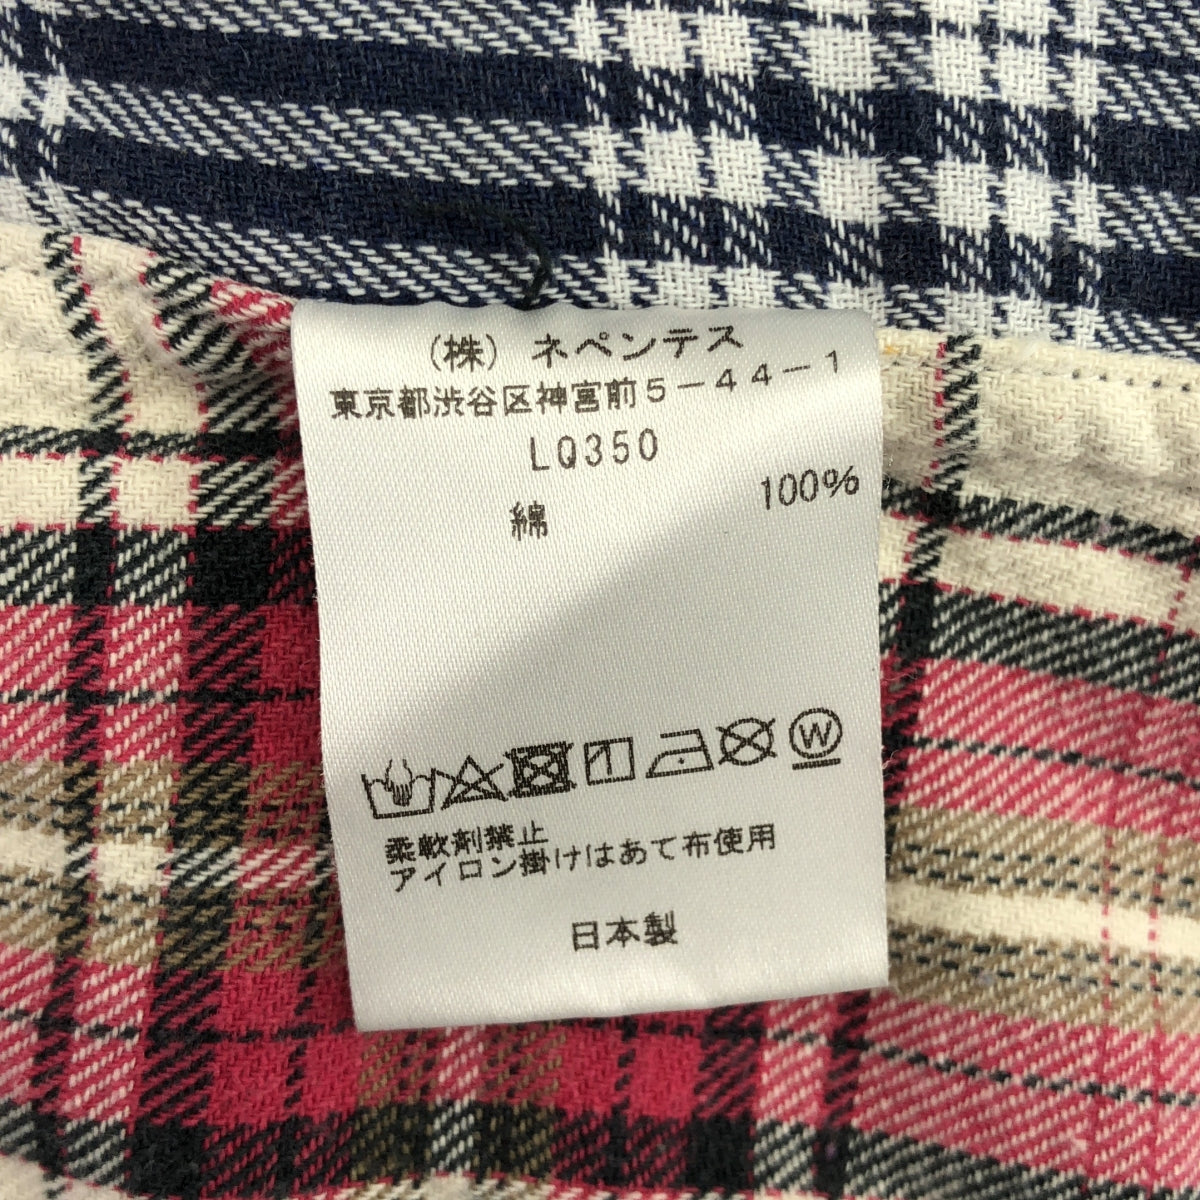 (株) ネペンテス
東京都渋谷区神宮前5-44-1
LQ350
綿 100%
W
柔軟剤禁止
アイロン掛けはあて布使用
日本製